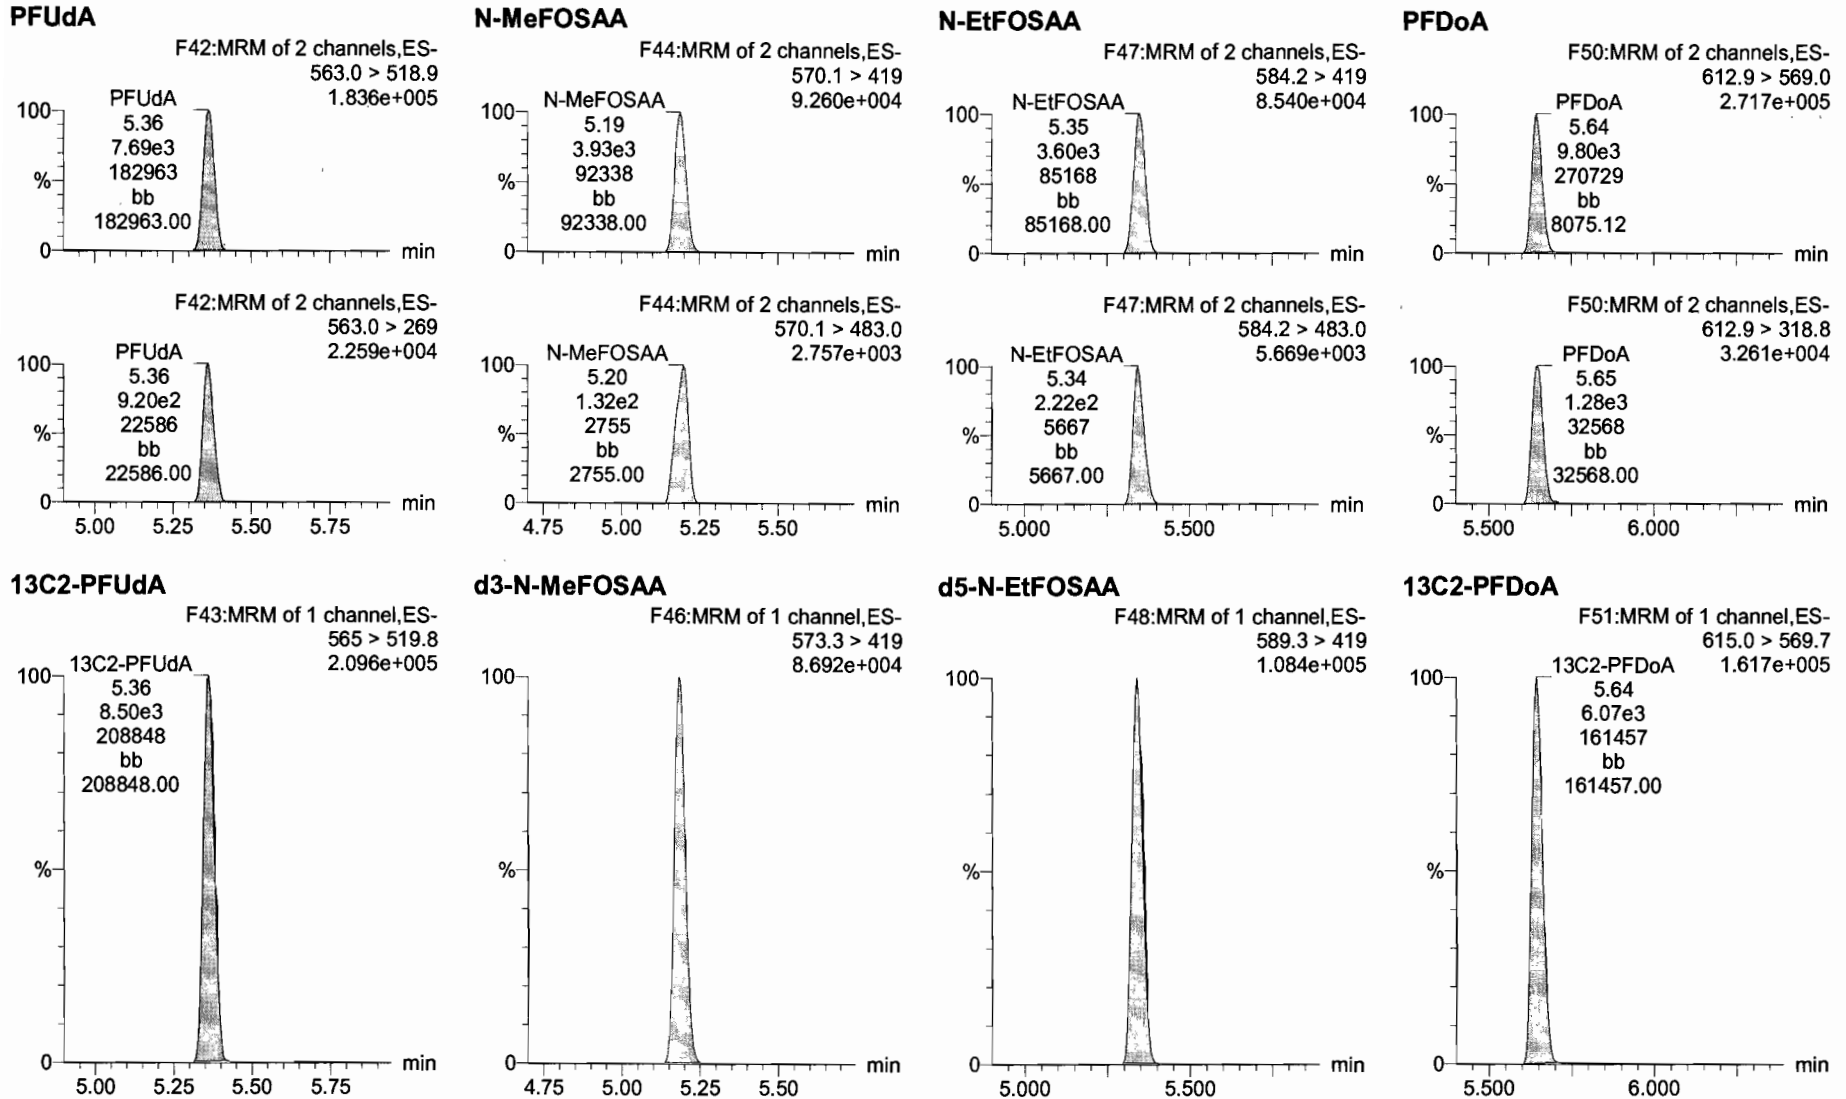 PFUdA
F42:MRM of 2 channels,ES-
563.0 > 518.9
1.836e+005
100
PFUdA
5.36
7.69e3
182963
bb
182963.00
%
0
min
F42:MRM of 2 channels,ES-
563.0 > 269
2.259e+004
100
PFUdA
5.36
9.20e2
22586
bb
22586.00
%
0
min
5.00 5.25 5.50 5.75
N-MeFOSAA
F44:MRM of 2 channels,ES-
570.1 > 419
9.260e+004
100
N-MeFOSAA
5.19
3.93e3
92338
bb
92338.00
%
0
min
F44:MRM of 2 channels,ES-
570.1 > 483.0
2.757e+003
100
N-MeFOSAA
5.20
1.32e2
2755
bb
2755.00
%
0
min
4.75 5.00 5.25 5.50
N-EtFOSAA
F47:MRM of 2 channels,ES-
584.2 > 419
8.540e+004
100
N-EtFOSAA
5.35
3.60e3
85168
bb
85168.00
%
0
min
F47:MRM of 2 channels,ES-
584.2 > 483.0
5.669e+003
100
N-EtFOSAA
5.34
2.22e2
5667
bb
5667.00
%
0
min
5.000 5.500
PFDoA
F50:MRM of 2 channels,ES-
612.9 > 569.0
2.717e+005
100
PFDoA
5.64
9.80e3
270729
bb
8075.12
%
0
min
F50:MRM of 2 channels,ES-
612.9 > 318.8
3.261e+004
100
PFDoA
5.65
1.28e3
32568
bb
32568.00
%
0
min
5.500 6.000
13C2-PFUdA
F43:MRM of 1 channel,ES-
565 > 519.8
2.096e+005
100
13C2-PFUdA
5.36
8.50e3
208848
bb
208848.00
%
0
min
5.00 5.25 5.50 5.75
d3-N-MeFOSAA
F46:MRM of 1 channel,ES-
573.3 > 419
8.692e+004
100
%
0
min
4.75 5.00 5.25 5.50
d5-N-EtFOSAA
F48:MRM of 1 channel,ES-
589.3 > 419
1.084e+005
100
%
0
min
5.000 5.500
13C2-PFDoA
F51:MRM of 1 channel,ES-
615.0 > 569.7
1.617e+005
100
13C2-PFDoA
5.64
6.07e3
161457
bb
161457.00
%
0
min
5.500 6.000